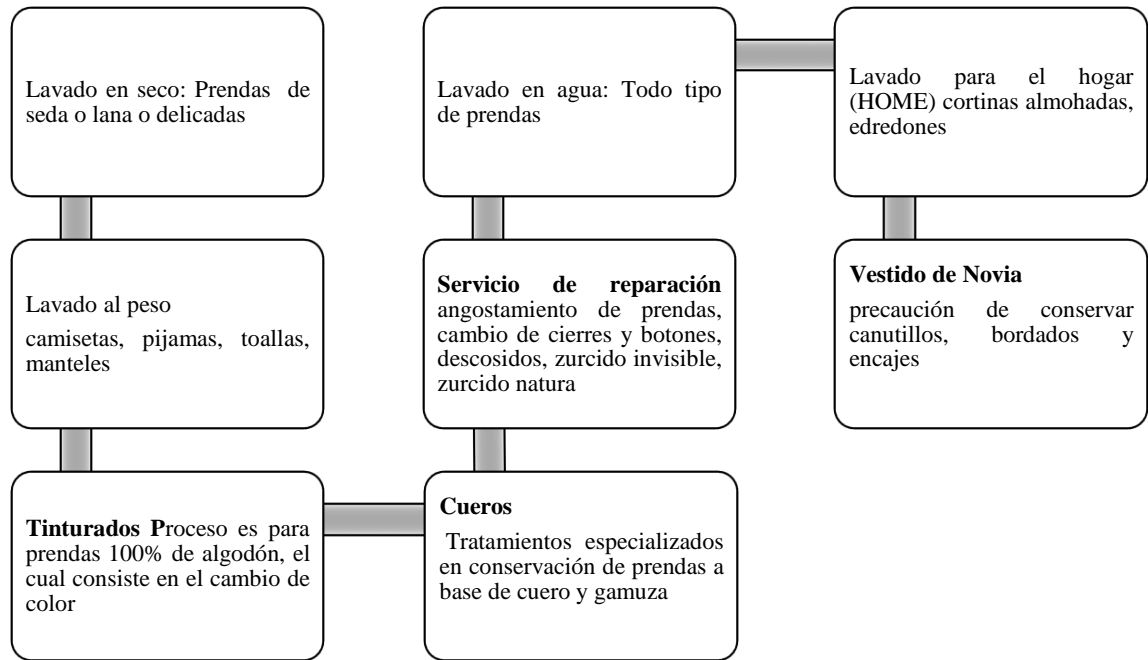 Lavado en seco: Prendas de
seda o lana o delicadas
Lavado al peso
camisetas, pijamas, toallas,
manteles
Tinturados Proceso es para
prendas 100% de algodón, el
cual consiste en el cambio de
color
Cueros
Tratamientos especializados
en conservación de prendas a
base de cuero y gamuza
Servicio de reparación
angostamiento de prendas,
cambio de cierres y botones,
descosidos, zurcido invisible,
zurcido natura
Lavado en agua: Todo tipo
de prendas
Lavado para el hogar
(HOME) cortinas almohadas,
edredones
Vestido de Novia
precaución de conservar
canutillos, bordados y
encajes